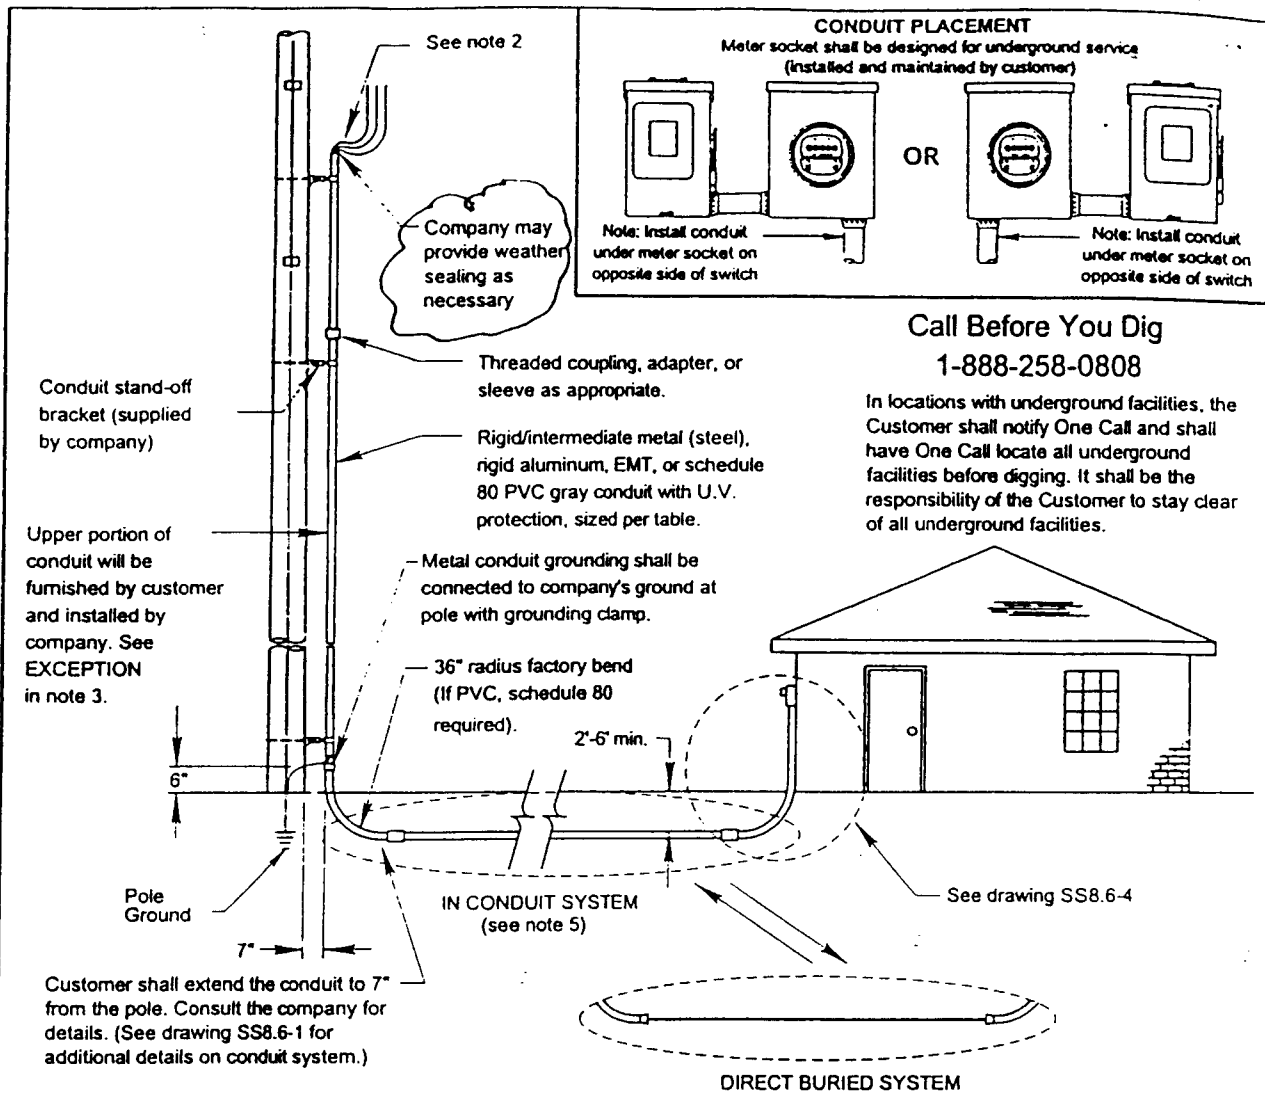 CONDUIT PLACEMENT
Meter socket shall be designed for underground service
(installed and maintained by customer)
OR
Note: Install conduit
under meter socket on
opposite side of switch
Note: Install conduit
under meter socket on
opposite side of switch
See note 2
Company may
provide weather
sealing as
necessary
Call Before You Dig
1-888-258-0808
In locations with underground facilities, the
Customer shall notify One Call and shall
have One Call locate all underground
facilities before digging. It shall be the
responsibility of the Customer to stay clear
of all underground facilities.
Threaded coupling, adapter, or
sleeve as appropriate.
Conduit stand-off
bracket (supplied
by company)
Rigid/intermediate metal (steel),
rigid aluminum, EMT, or schedule
80 PVC gray conduit with U.V.
protection, sized per table.
Upper portion of
conduit will be
furnished by customer
and installed by
company. See
EXCEPTION
in note 3.
Metal conduit grounding shall be
connected to company's ground at
pole with grounding clamp.
36" radius factory bend
(If PVC, schedule 80
required).
2'-6" min.
6"
Pole
Ground
IN CONDUIT SYSTEM
(see note 5)
See drawing SS8.6-4
7"
Customer shall extend the conduit to 7"
from the pole. Consult the company for
details. (See drawing SS8.6-1 for
additional details on conduit system.)
DIRECT BURIED SYSTEM